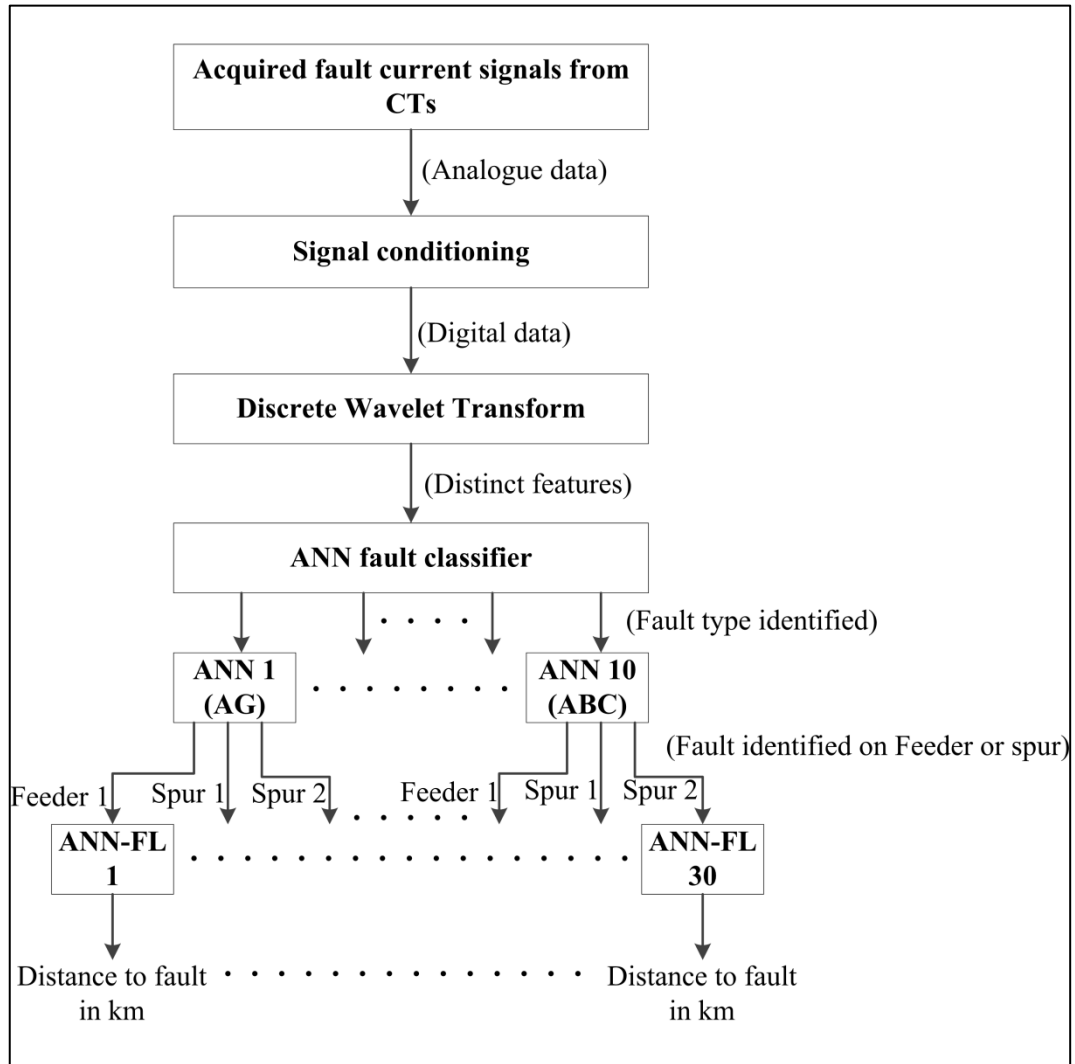 Acquired fault current signals from
CTs
(Analogue data)
Signal conditioning
(Digital data)
Discrete Wavelet Transform
(Distinct features)
ANN fault classifier
(Fault type identified)
ANN 1
(AG)
ANN 10
(ABC)
(Fault identified on Feeder or spur)
Feeder 1
Spur 1
Spur 2
Feeder 1
Spur 1
Spur 2
ANN-FL
1
ANN-FL
30
Distance to fault
in km
Distance to fault
in km